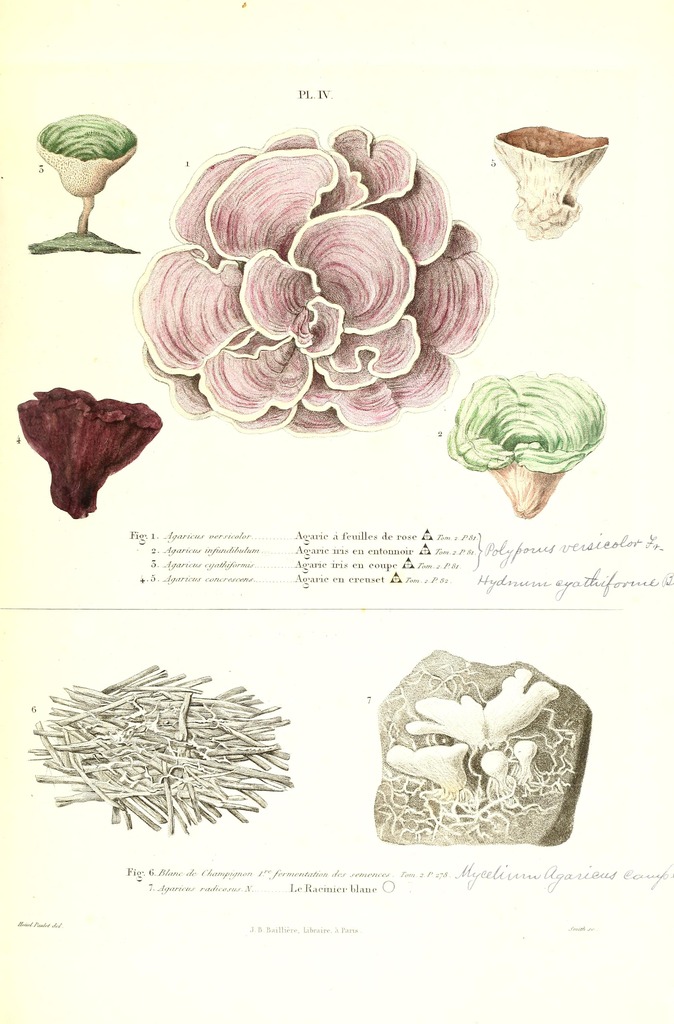 PL. IV.
3
1
5
4
2
Fig. 1. Agaricus versicolor............Agaric à feuilles de rose Tom. 2. P. 81.
2. Agaricus infundibulum.........Agaric iris en entonnoir Tom. 2. P. 81. } Polyporus versicolor Fr.
3. Agaricus cyathiformis..........Agaric iris en coupe Tom. 2. P. 81.
4. 5. Agaricus concrescens............Agaric en creuset Tom. 2. P. 82. Hydnum cyathiforme B
6
7
Fig. 6. Blanc de Champignon 1ere fermentation des semences. Tom. 2. P. 278. Mycelium Agaricus camp
7. Agaricus radicosus. N..........Le Racinier blanc
J. B. Baillière, Libraire, à Paris.